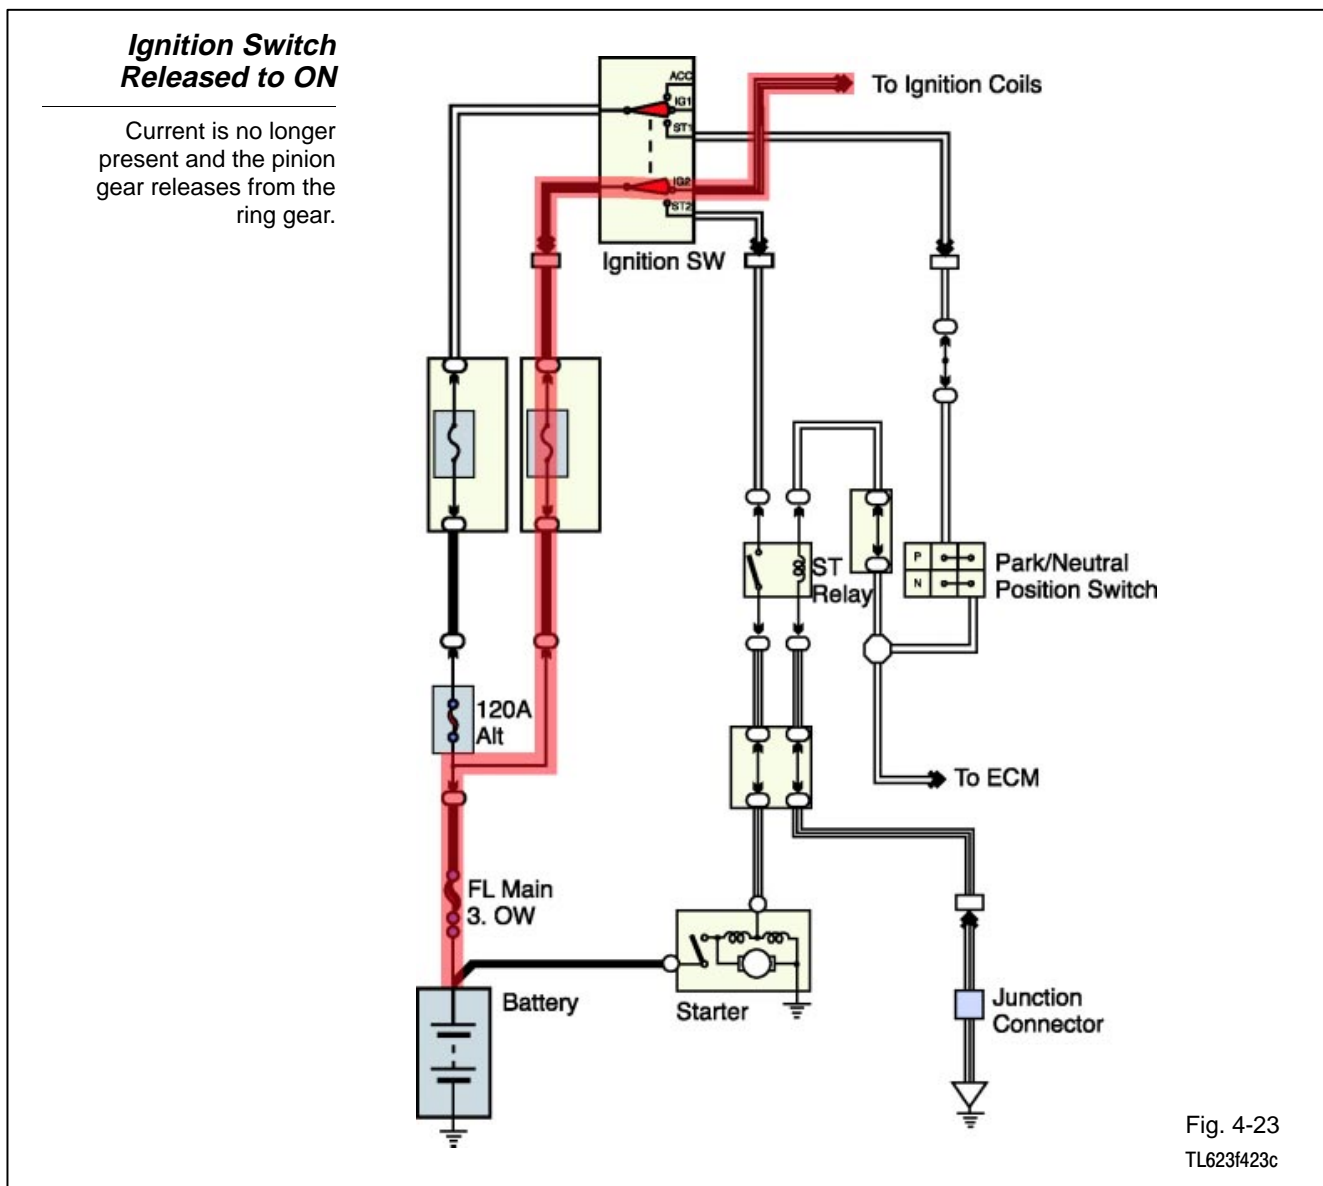 Ignition Switch
Released to ON
Current is no longer
present and the pinion
gear releases from the
ring gear.
ACC
IG1
ST1
IG2
ST2
To Ignition Coils
Ignition SW
ST
Relay
P
N
Park/Neutral
Position Switch
120A
Alt
To ECM
FL Main
3. OW
Battery
Starter
Junction
Connector
Fig. 4-23
TL623f423c